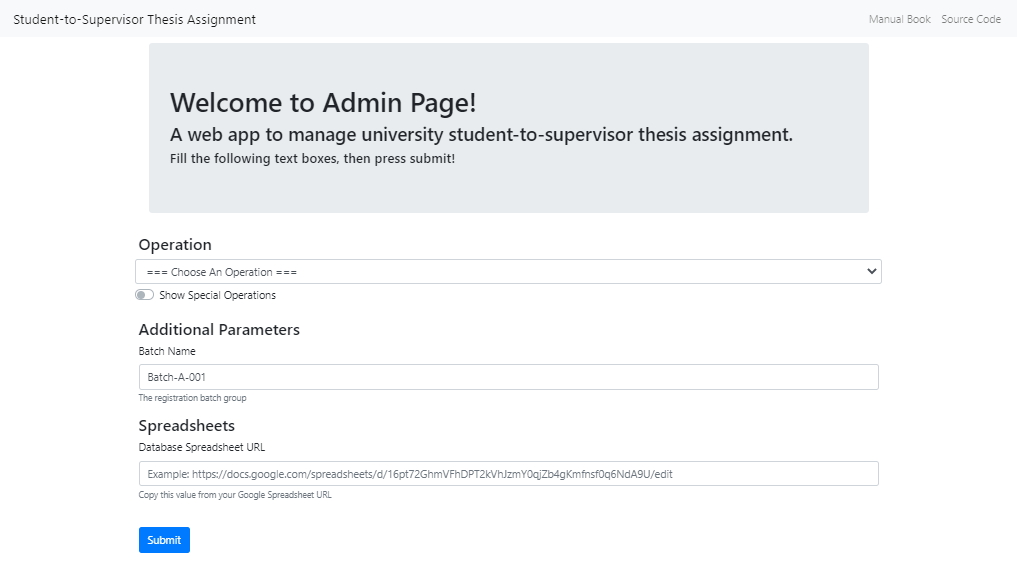 Student-to-Supervisor Thesis Assignment
Manual Book Source Code
Welcome to Admin Page!
A web app to manage university student-to-supervisor thesis assignment.
Fill the following text boxes, then press submit!
Operation
=== Choose An Operation ===
Show Special Operations
Additional Parameters
Batch Name
Batch-A-001
The registration batch group
Spreadsheets
Database Spreadsheet URL
Example: https://docs.google.com/spreadsheets/d/16pt72GhmVFhDPT2kVhJzmY0qjZb4gKmfnsf0q6NdA9U/edit
Copy this value from your Google Spreadsheet URL
Submit